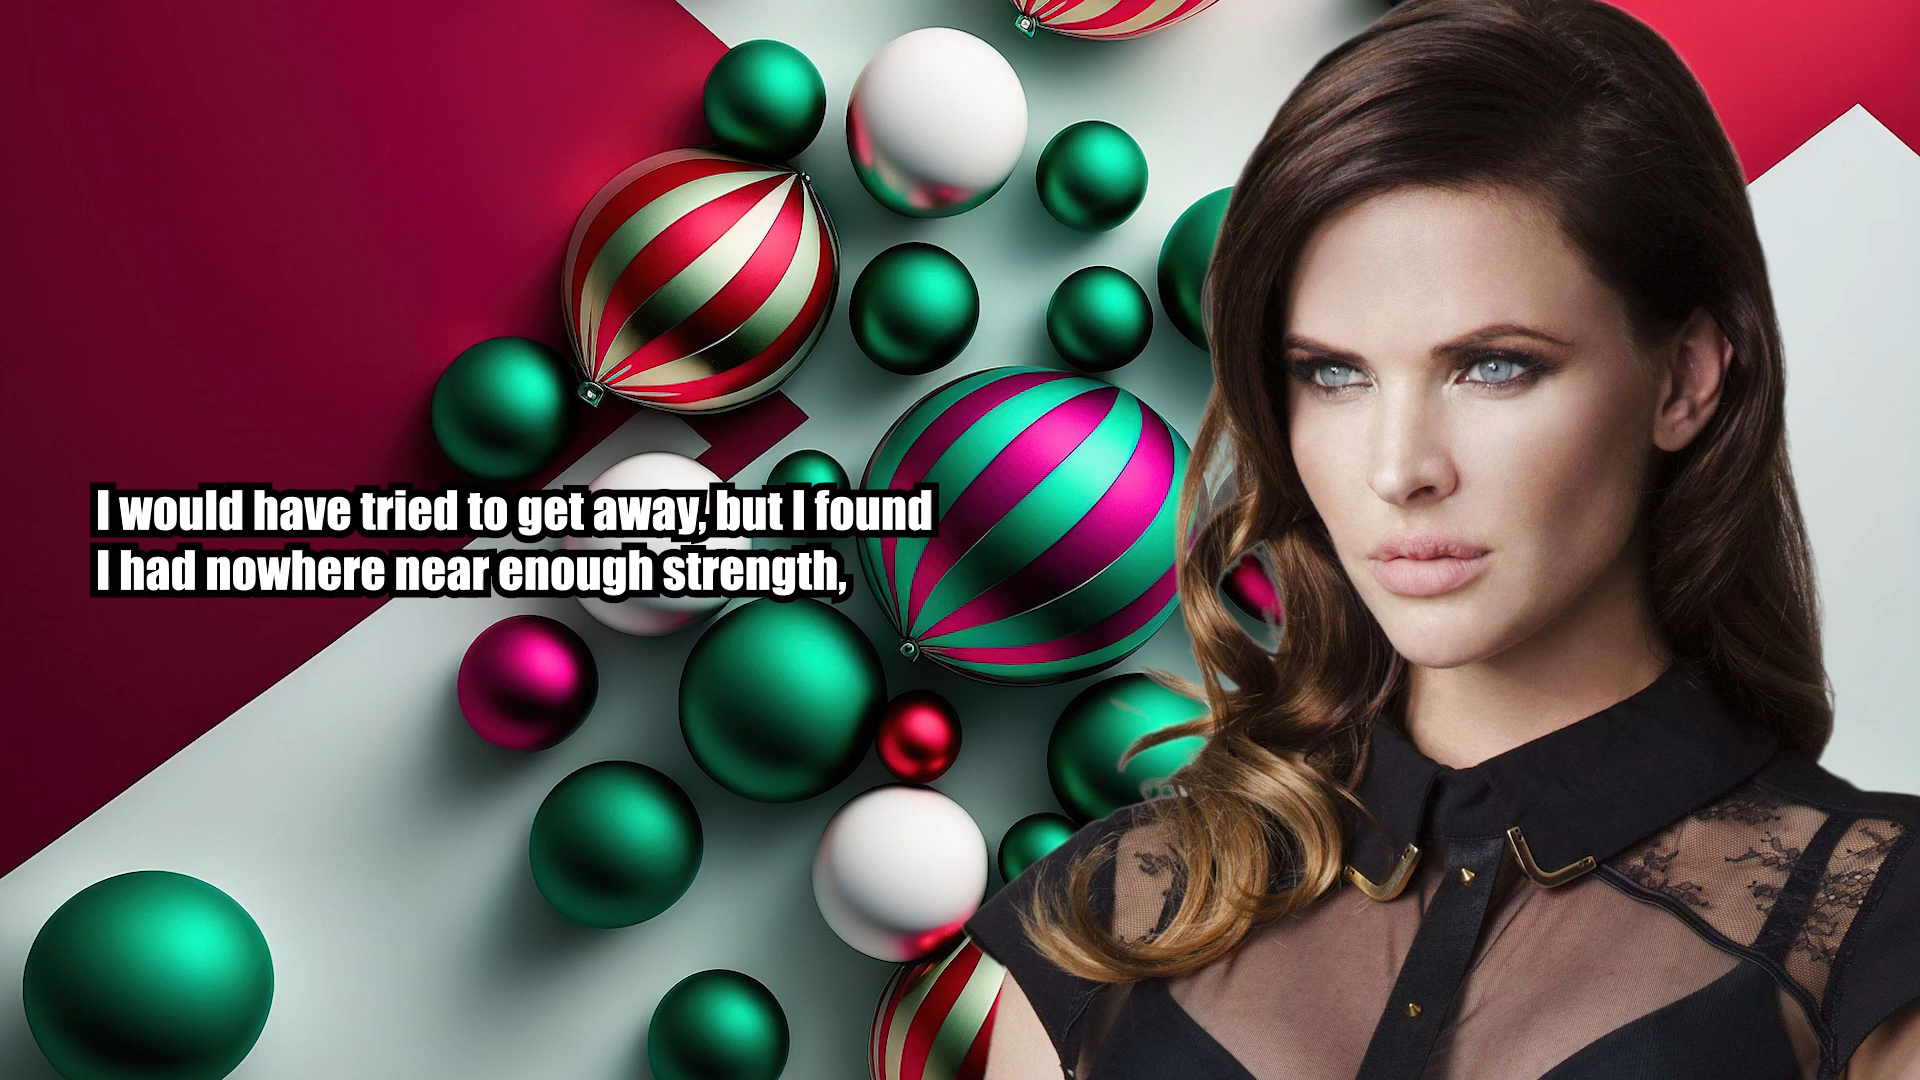 I would have tried to get away, but I found
I had nowhere near enough strength,